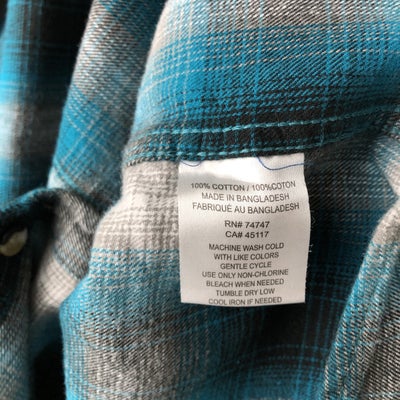 100% COTTON / 100%COTON
MADE IN BANGLADESH
FABRIQUÉ AU BANGLADESH
RN# 74747
CA# 45117
MACHINE WASH COLD
WITH LIKE COLORS
GENTLE CYCLE
USE ONLY NON-CHLORINE
BLEACH WHEN NEEDED
TUMBLE DRY LOW
COOL IRON IF NEEDED